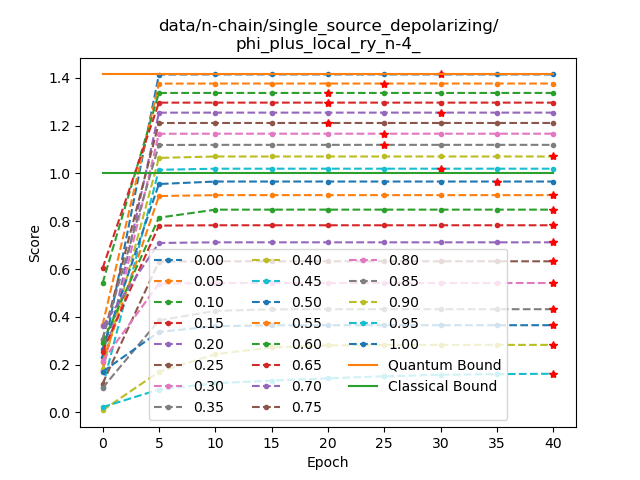 data/n-chain/single_source_depolarizing/
phi_plus_local_ry_n-4_
Score
1.4
1.2
1.0
0.8
0.6
0.4
0.2
0.0
0.00 0.40 0.80
0.05 0.45 0.85
0.10 0.50 0.90
0.15 0.55 0.95
0.20 0.60 1.00
0.25 0.65 Quantum Bound
0.30 0.70 Classical Bound
0.35 0.75
0 5 10 15 20 25 30 35 40
Epoch